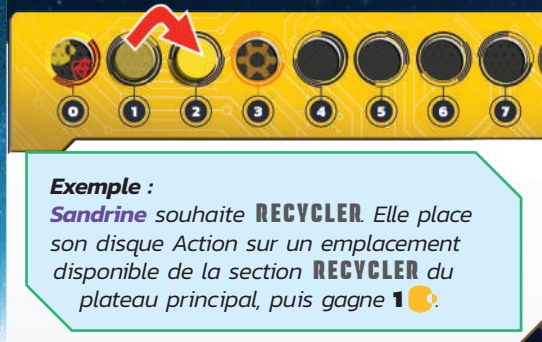 0 1 2 3 4 5 6 7
Exemple :
Sandrine souhaite RECYCLER. Elle place
son disque Action sur un emplacement
disponible de la section RECYCLER du
plateau principal, puis gagne 1 .